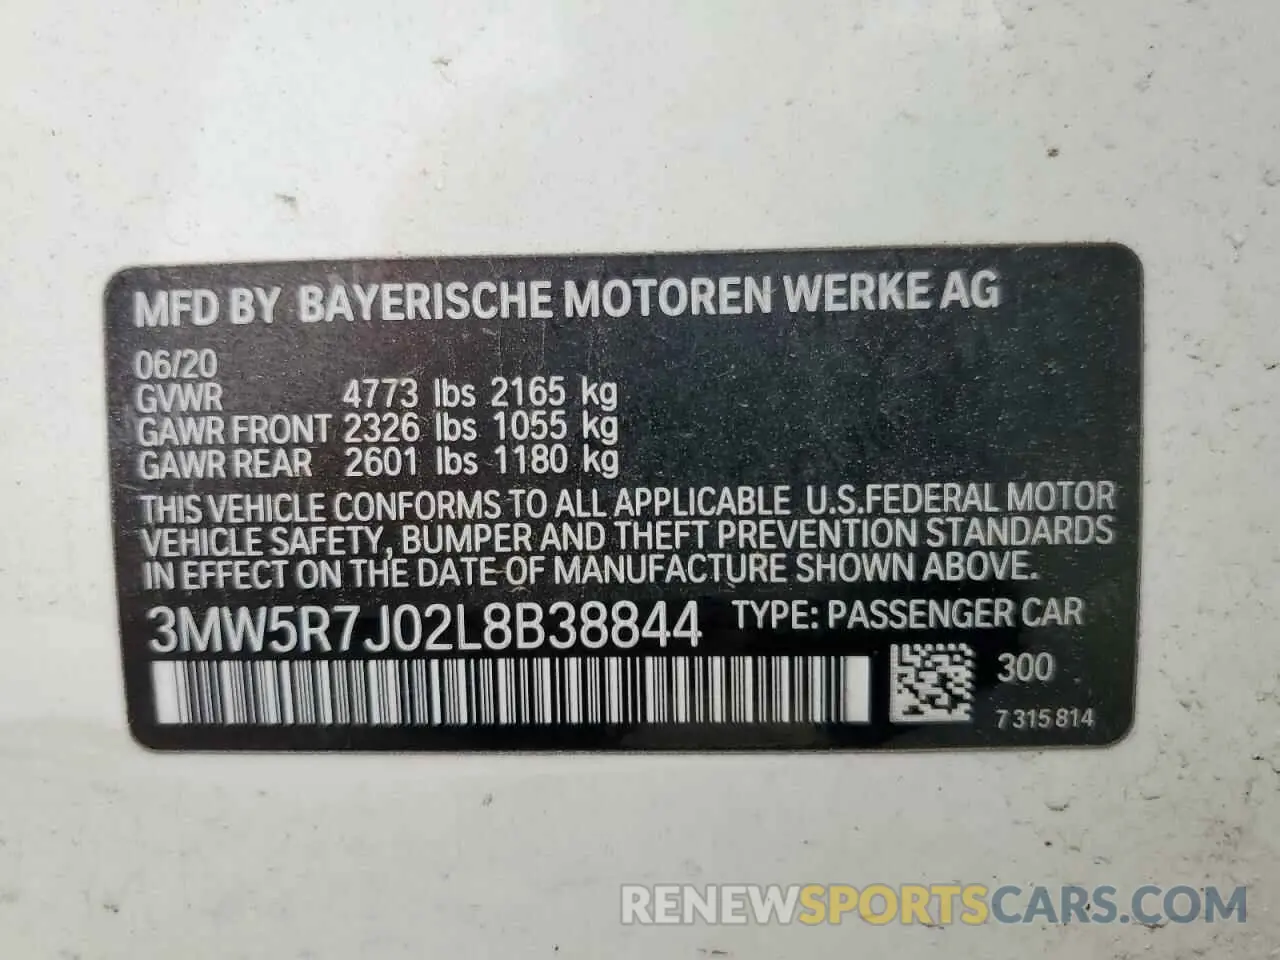 MFD BY BAYERISCHE MOTOREN WERKE AG
06/20
GVWR 4773 lbs 2165 kg
GAWR FRONT 2326 lbs 1055 kg
GAWR REAR 2601 lbs 1180 kg
THIS VEHICLE CONFORMS TO ALL APPLICABLE U.S.FEDERAL MOTOR
VEHICLE SAFETY, BUMPER AND THEFT PREVENTION STANDARDS
IN EFFECT ON THE DATE OF MANUFACTURE SHOWN ABOVE.
3MW5R7J02L8B38844 TYPE: PASSENGER CAR
300
7 315 814
RENEWSPORTSCARS.COM